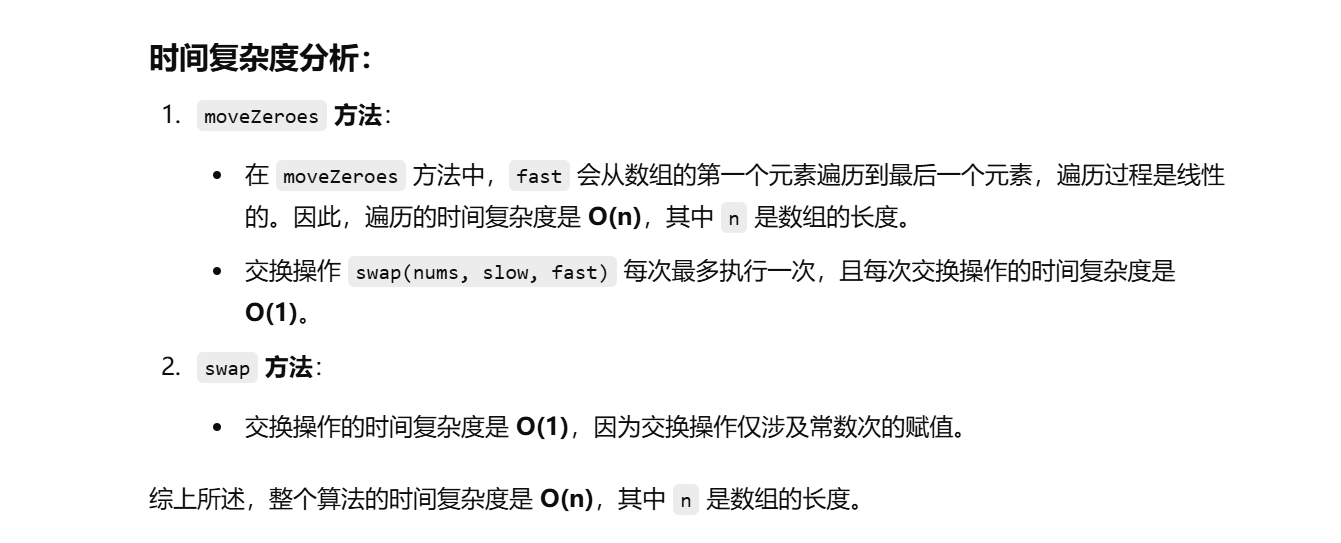 时间复杂度分析：
1. moveZeroes 方法：
• 在 moveZeroes 方法中，fast 会从数组的第一个元素遍历到最后一个元素，遍历过程是线性
的。因此，遍历的时间复杂度是 O(n)，其中 n 是数组的长度。
• 交换操作 swap(nums, slow, fast) 每次最多执行一次，且每次交换操作的时间复杂度是
O(1)。
2. swap 方法：
• 交换操作的时间复杂度是 O(1)，因为交换操作仅涉及常数次的赋值。
综上所述，整个算法的时间复杂度是 O(n)，其中 n 是数组的长度。